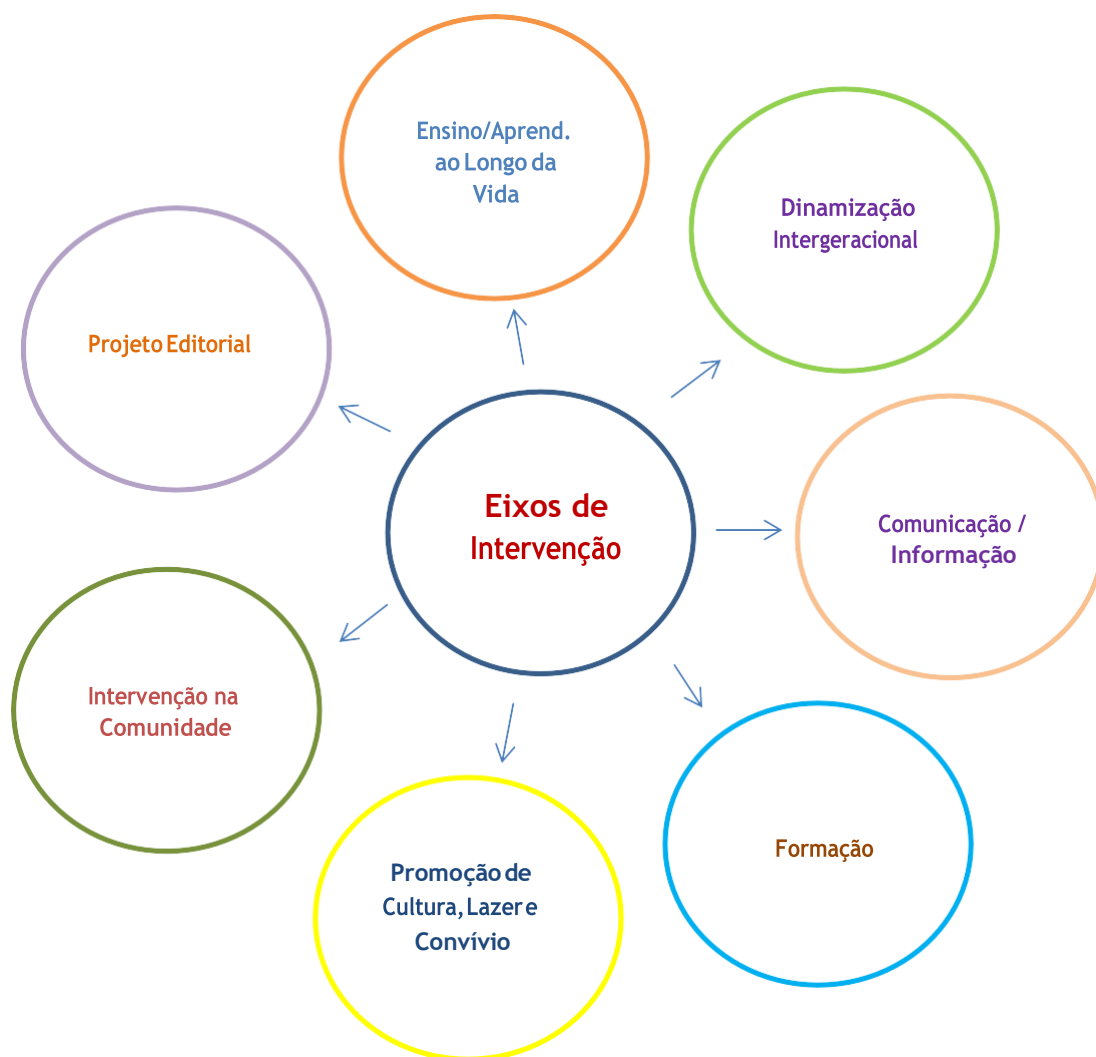 Ensino/Aprend.
ao Longo da
Vida
Dinamização
Intergeracional
Projeto Editorial
Eixos de
Intervenção
Comunicação /
Informação
Intervenção na
Comunidade
Formação
Promoção de
Cultura, Lazer e
Convívio